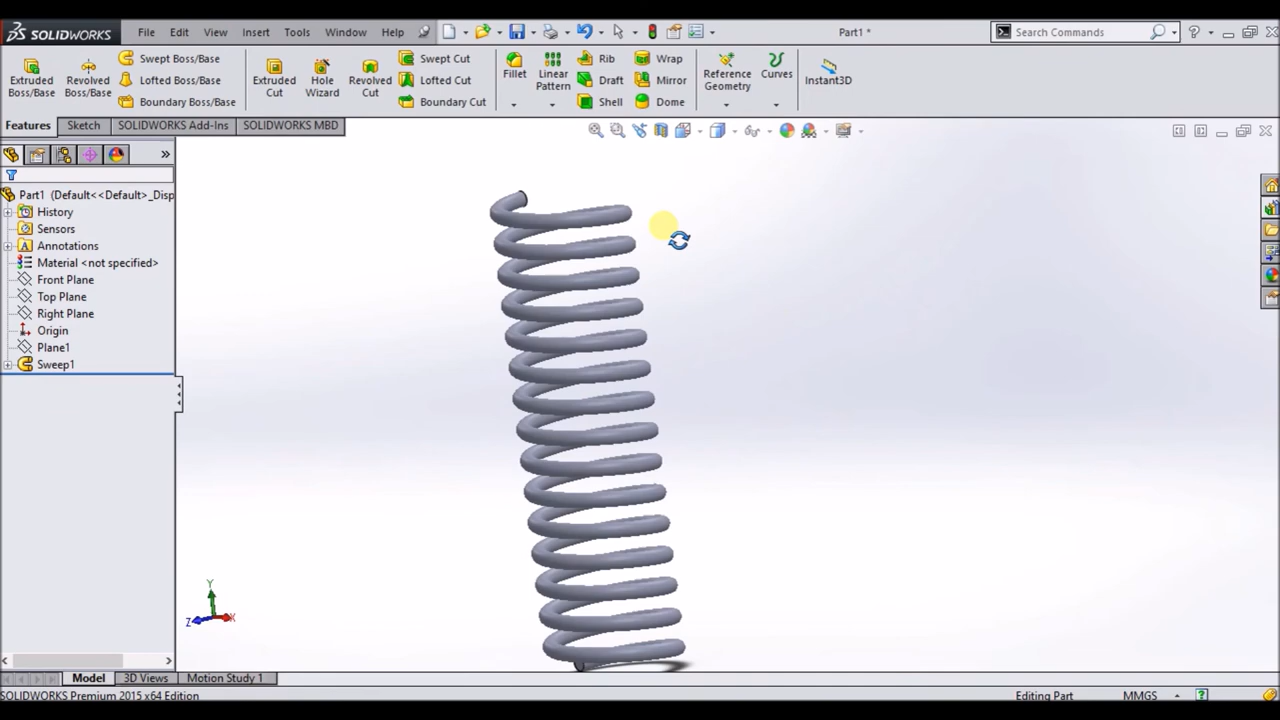 SOLIDWORKS File Edit View Insert Tools Window Help Part1 * Search Commands
Extruded Boss/Base
Revolved Boss/Base
Swept Boss/Base
Lofted Boss/Base
Boundary Boss/Base
Extruded Cut
Hole Wizard
Revolved Cut
Swept Cut
Lofted Cut
Boundary Cut
Fillet
Linear Pattern
Rib
Draft
Shell
Wrap
Mirror
Dome
Reference Geometry
Curves
Instant3D
Features Sketch SOLIDWORKS Add-Ins SOLIDWORKS MBD
Part1 (Default<<Default>_Disp
History
Sensors
Annotations
Material <not specified>
Front Plane
Top Plane
Right Plane
Origin
Plane1
Sweep1
Y
Z X
Model 3D Views Motion Study 1
SOLIDWORKS Premium 2015 x64 Edition Editing Part MMGS